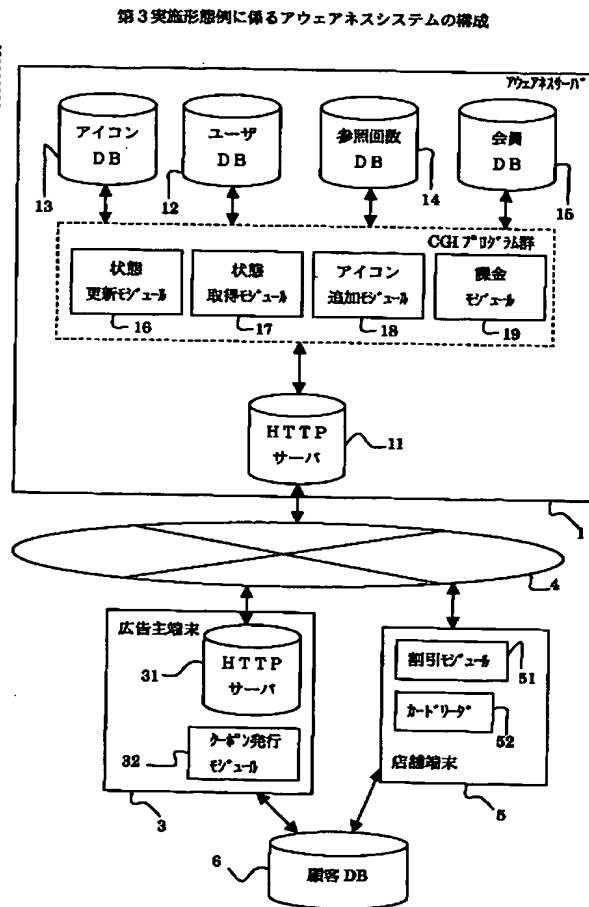 第3実施形態例に係るアウェアネスシステムの構成
アウェアネスサーバ
アイコン
DB
ユーザ
DB
参照回数
DB
会員
DB
13
12
14
15
CGIプログラム群
状態
更新モジュール
状態
取得モジュール
アイコン
追加モジュール
課金
モジュール
16
17
18
19
HTTP
サーバ
11
1
4
広告主端末
31
HTTP
サーバ
32
クーポン発行
モジュール
3
割引モジュール
51
カードリーダ
52
店舗端末
5
6
顧客DB